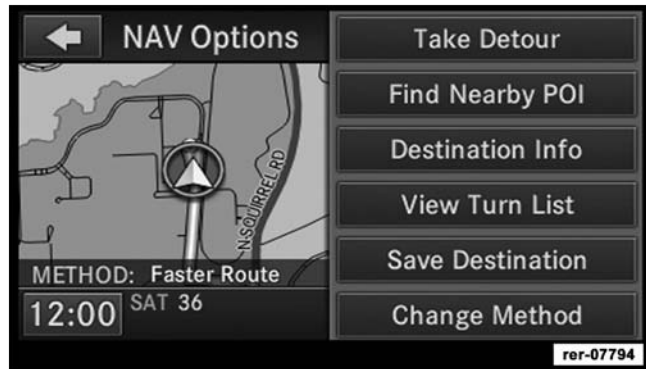 NAV Options
Take Detour
Find Nearby POI
Destination Info
N SQUIRREL RD
View Turn List
Save Destination
METHOD: Faster Route
12:00 SAT 36
Change Method
rer-07794